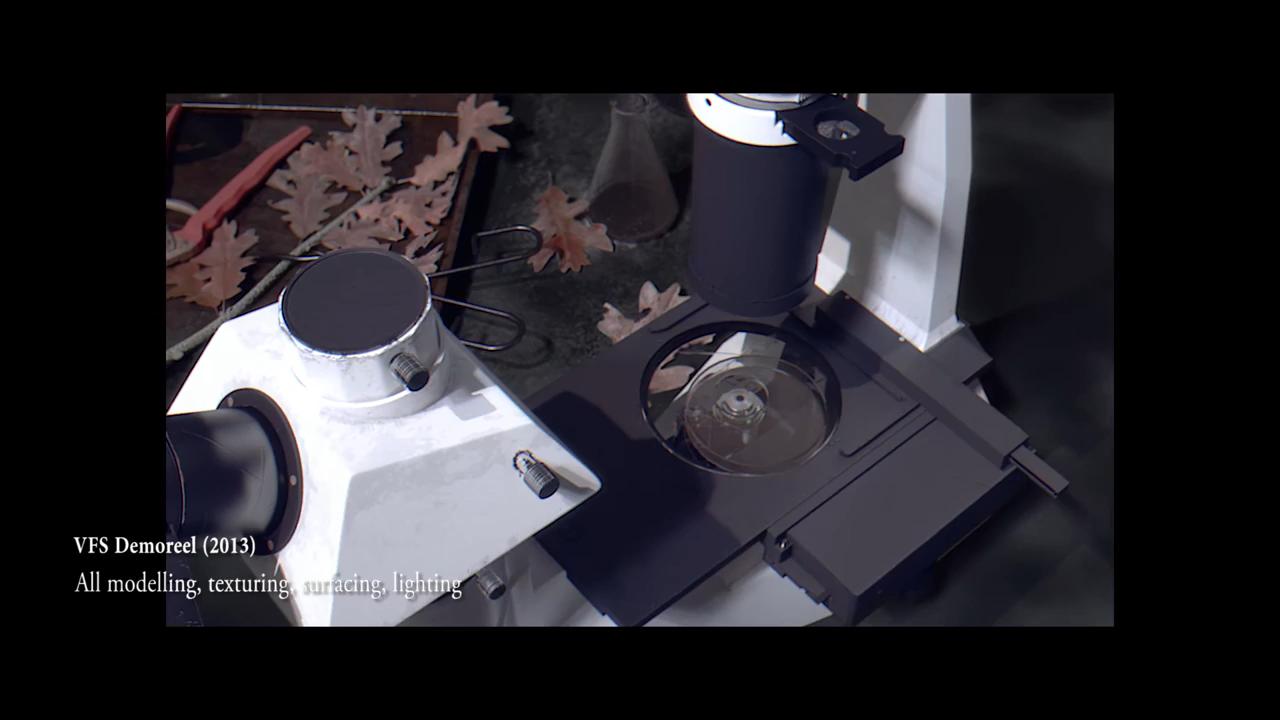 VFS Demoreel (2013)
All modelling, texturing, surfacing, lighting